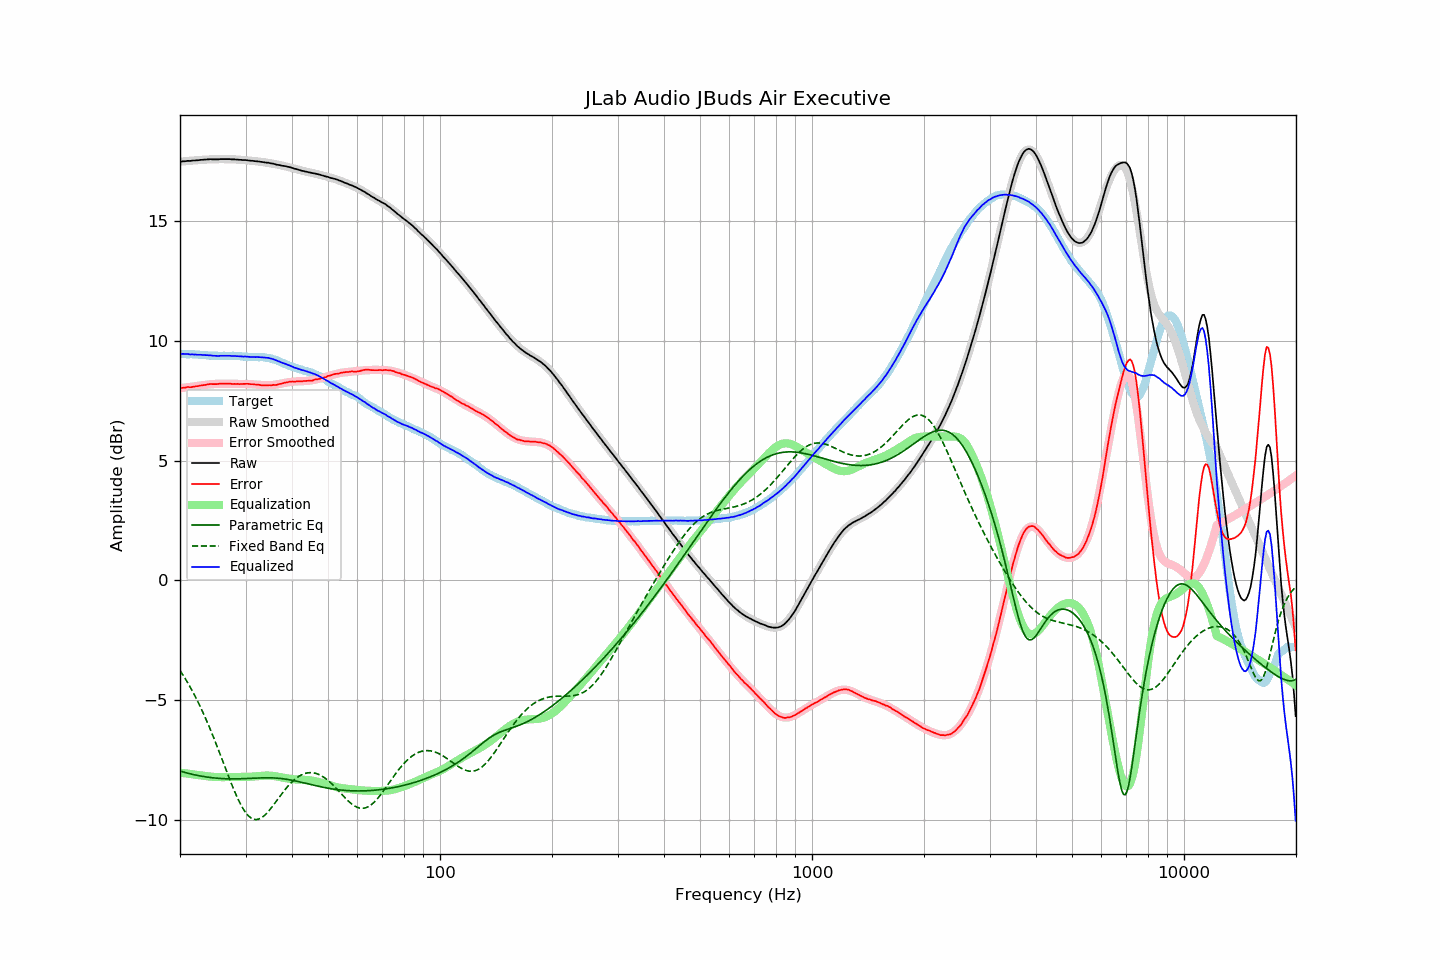 JLab Audio JBuds Air Executive
Amplitude (dBr)
15
10
5
0
−5
−10
Target
Raw Smoothed
Error Smoothed
Raw
Error
Equalization
Parametric Eq
Fixed Band Eq
Equalized
100
1000
10000
Frequency (Hz)